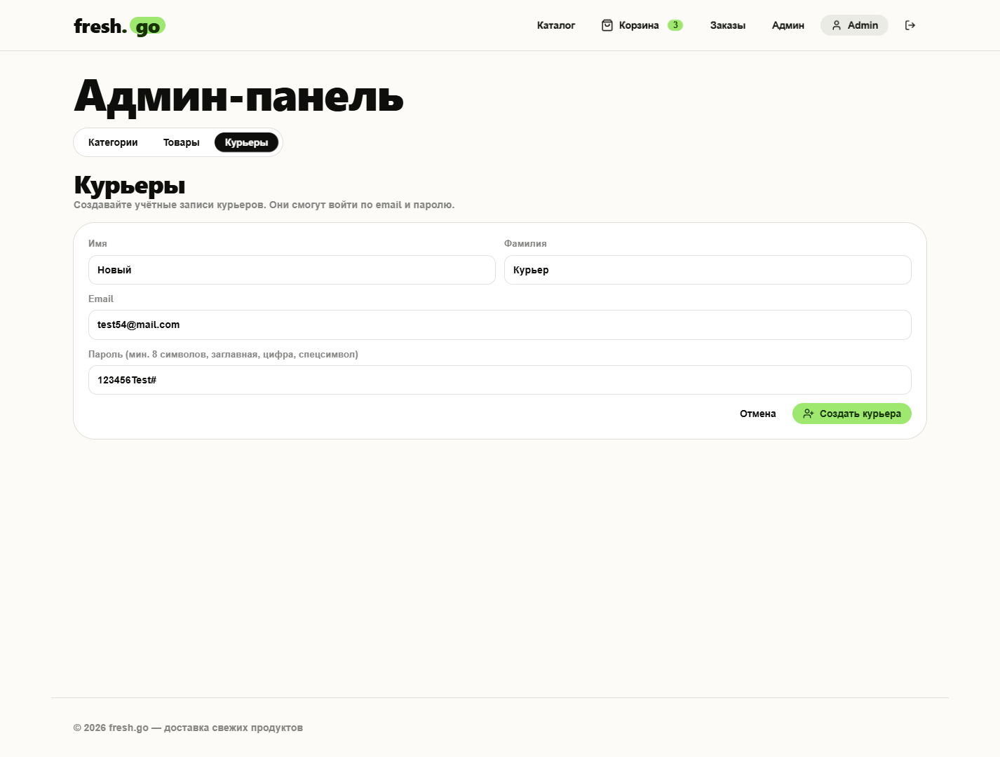 fresh. go
Каталог
Корзина 3
Заказы
Админ
Admin
Админ-панель
Категории
Товары
Курьеры
Курьеры
Создавайте учётные записи курьеров. Они смогут войти по email и паролю.
Имя
Фамилия
Новый
Курьер
Email
test54@mail.com
Пароль (мин. 8 символов, заглавная, цифра, спецсимвол)
123456Test#
Отмена
Создать курьера
© 2026 fresh.go — доставка свежих продуктов